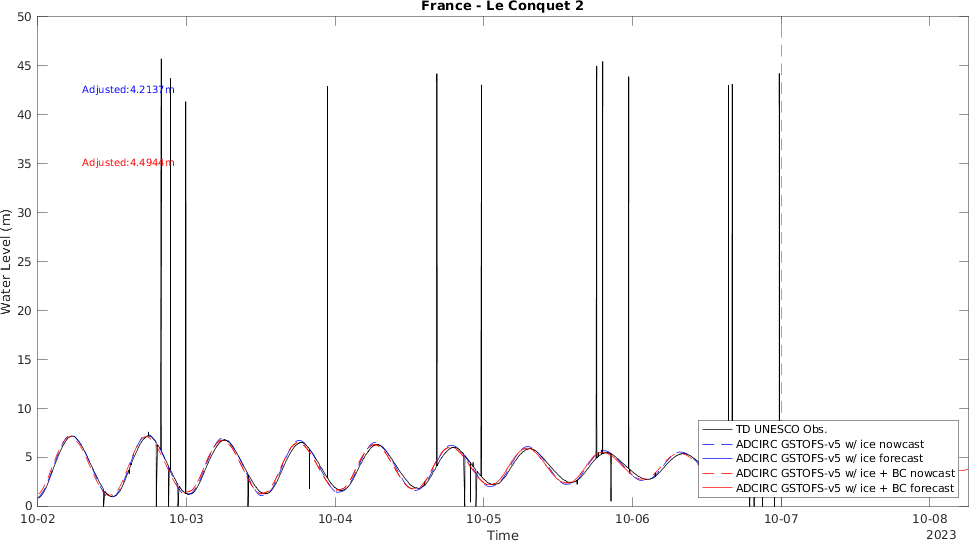 France - Le Conquet 2
50
45
40
35
30
25
20
15
10
5
0
Water Level (m)
Adjusted:4.2137m
Adjusted:4.4944m
TD UNESCO Obs.
ADCIRC GSTOFS-v5 w/ ice nowcast
ADCIRC GSTOFS-v5 w/ ice forecast
ADCIRC GSTOFS-v5 w/ ice + BC nowcast
ADCIRC GSTOFS-v5 w/ ice + BC forecast
10-02 10-03 10-04 10-05 10-06 10-07 10-08
Time
2023